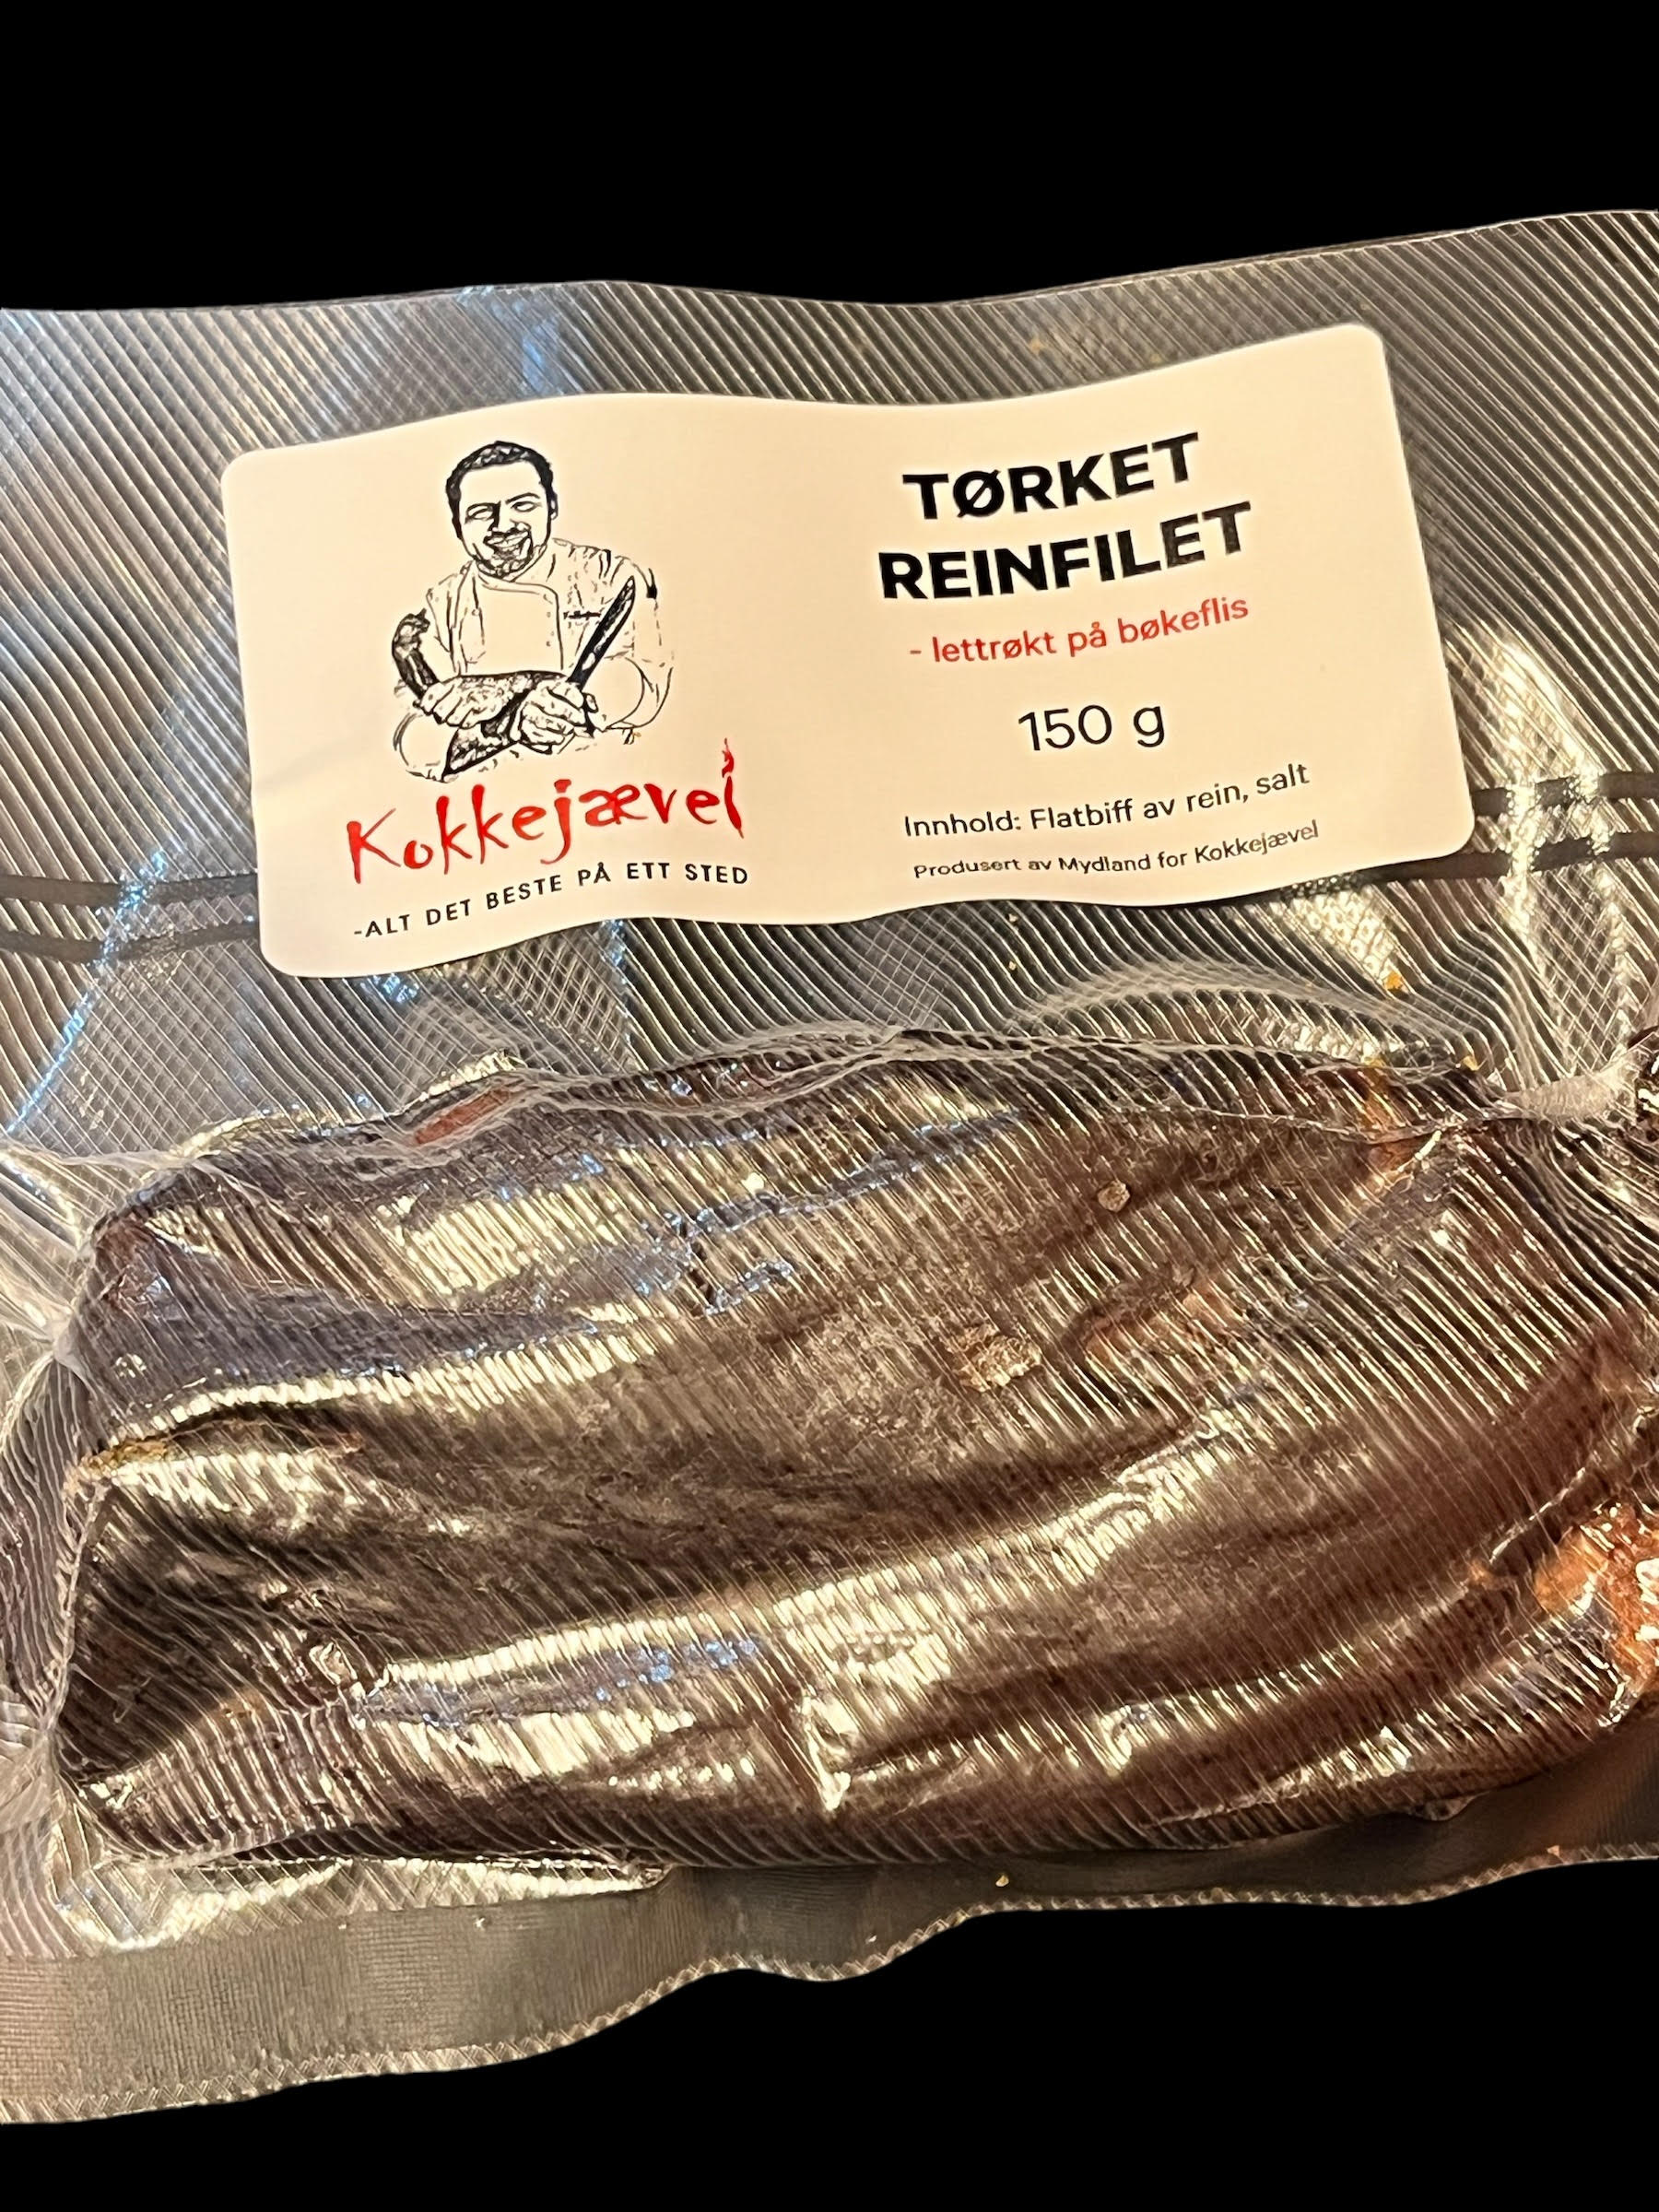 Kokkejævel
-ALT DET BESTE PÅ ETT STED
TØRKET
REINFILET
- lettrøkt på bøkeflis
150 g
Innhold: Flatbiff av rein, salt
Produsert av Mydland for Kokkejævel